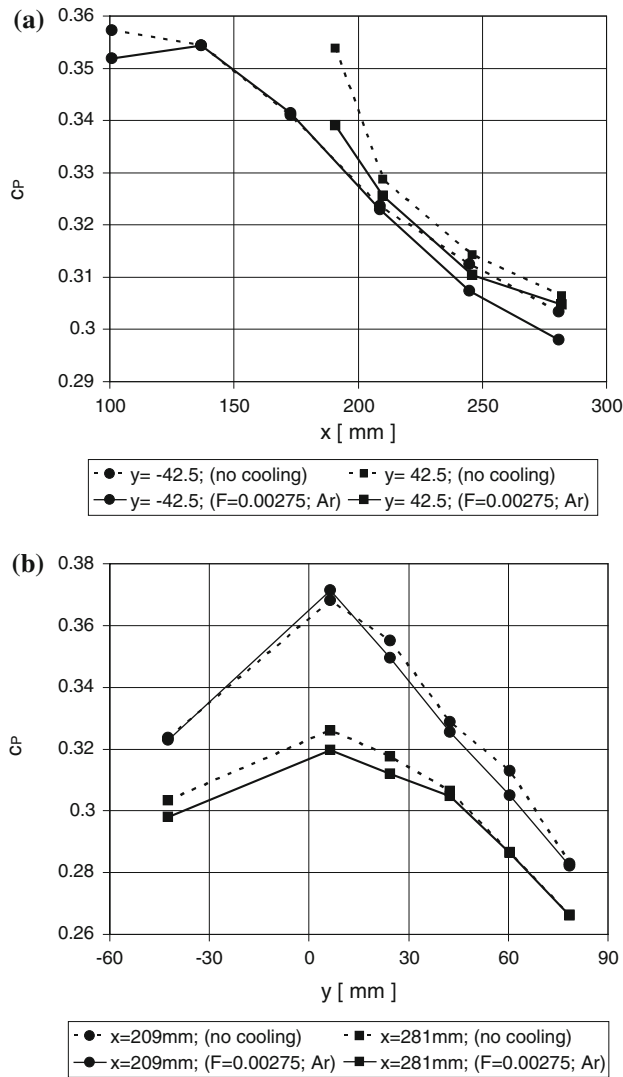 (a)
0.36
0.35
0.34
0.33
0.32
0.31
0.3
0.29
cP
100 150 200 250 300
x [ mm ]
y= -42.5; (no cooling) y= 42.5; (no cooling)
y= -42.5; (F=0.00275; Ar) y= 42.5; (F=0.00275; Ar)
(b)
0.38
0.36
0.34
0.32
0.3
0.28
0.26
cP
-60 -30 0 30 60 90
y [ mm ]
x=209mm; (no cooling) x=281mm; (no cooling)
x=209mm; (F=0.00275; Ar) x=281mm; (F=0.00275; Ar)